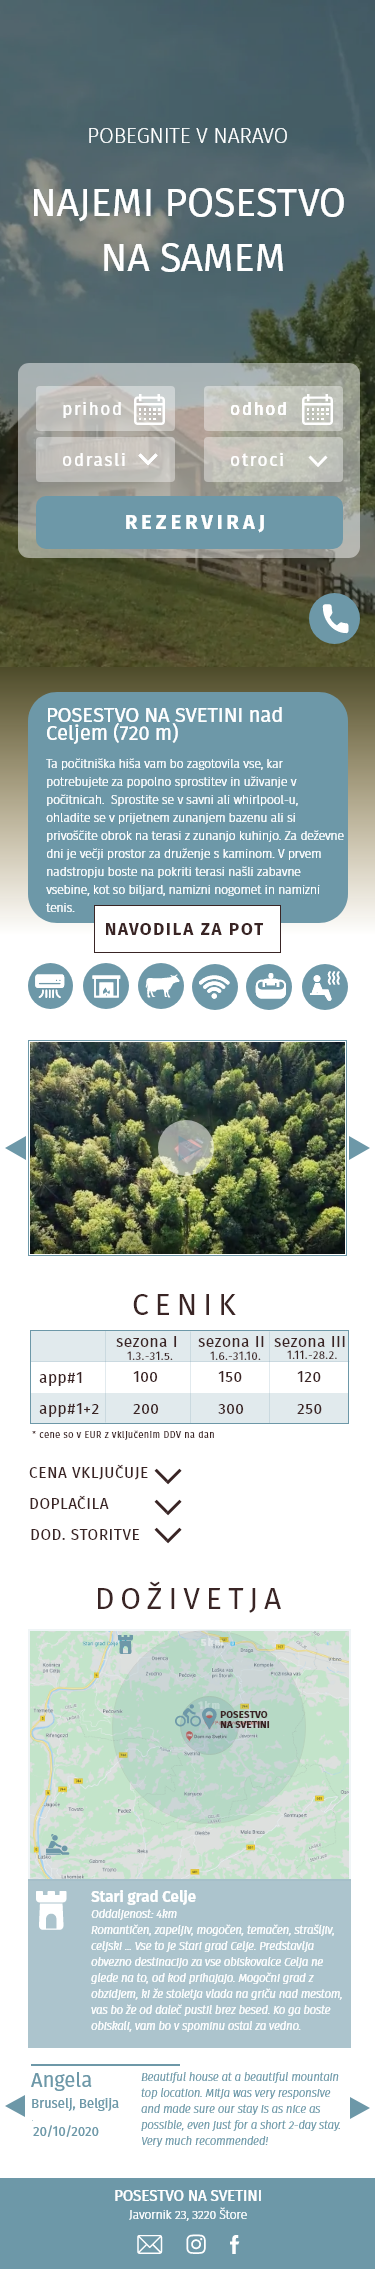 POBEGNITE V NARAVO
NAJEMI POSESTVO
NA SAMEM
prihod
odhod
odrasli
otroci
REZERVIRAJ
POSESTVO NA SVETINI nad
Celjem (720 m)
Ta počitniška hiša vam bo zagotovila vse, kar
potrebujete za popolno sprostitev in uživanje v
počitnicah. Sprostite se v savni ali whirlpool-u,
ohladite se v prijetnem zunanjem bazenu ali si
privoščite obrok na terasi z zunanjo kuhinjo. Za deževne
dni je večji prostor za druženje s kaminom. V prvem
nadstropju boste na pokriti terasi našli zabavne
vsebine, kot so biljard, namizni nogomet in namizni
tenis.
NAVODILA ZA POT
CENIK
sezona I sezona II sezona III
1.3.-31.5. 1.6.-31.10. 1.11.-28.2.
app#1 100 150 120
app#1+2 200 300 250
* cene so v EUR z vključenim DDV na dan
CENA VKLJUČUJE
DOPLAČILA
DOD. STORITVE
DOŽIVETJA
Stari grad Celje
POSESTVO
NA SVETINI
Stari grad Celje
Oddaljenost: 4km
Romantičen, zapeljiv, mogočen, temačen, strašljiv,
celjski ... Vse to je Stari grad Celje. Predstavlja
obvezno destinacijo za vse obiskovalce Celja ne
glede na to, od kod prihajajo. Mogočni grad z
obzidjem, ki že stoletja vlada na griču nad mestom,
vas bo že od daleč pustil brez besed. Ko ga boste
obiskali, vam bo v spominu ostal za vedno.
Angela
Bruselj, Belgija
20/10/2020
Beautiful house at a beautiful mountain
top location. Mitja was very responsive
and made sure our stay is as nice as
possible, even just for a short 2-day stay.
Very much recommended!
POSESTVO NA SVETINI
Javornik 23, 3220 Štore